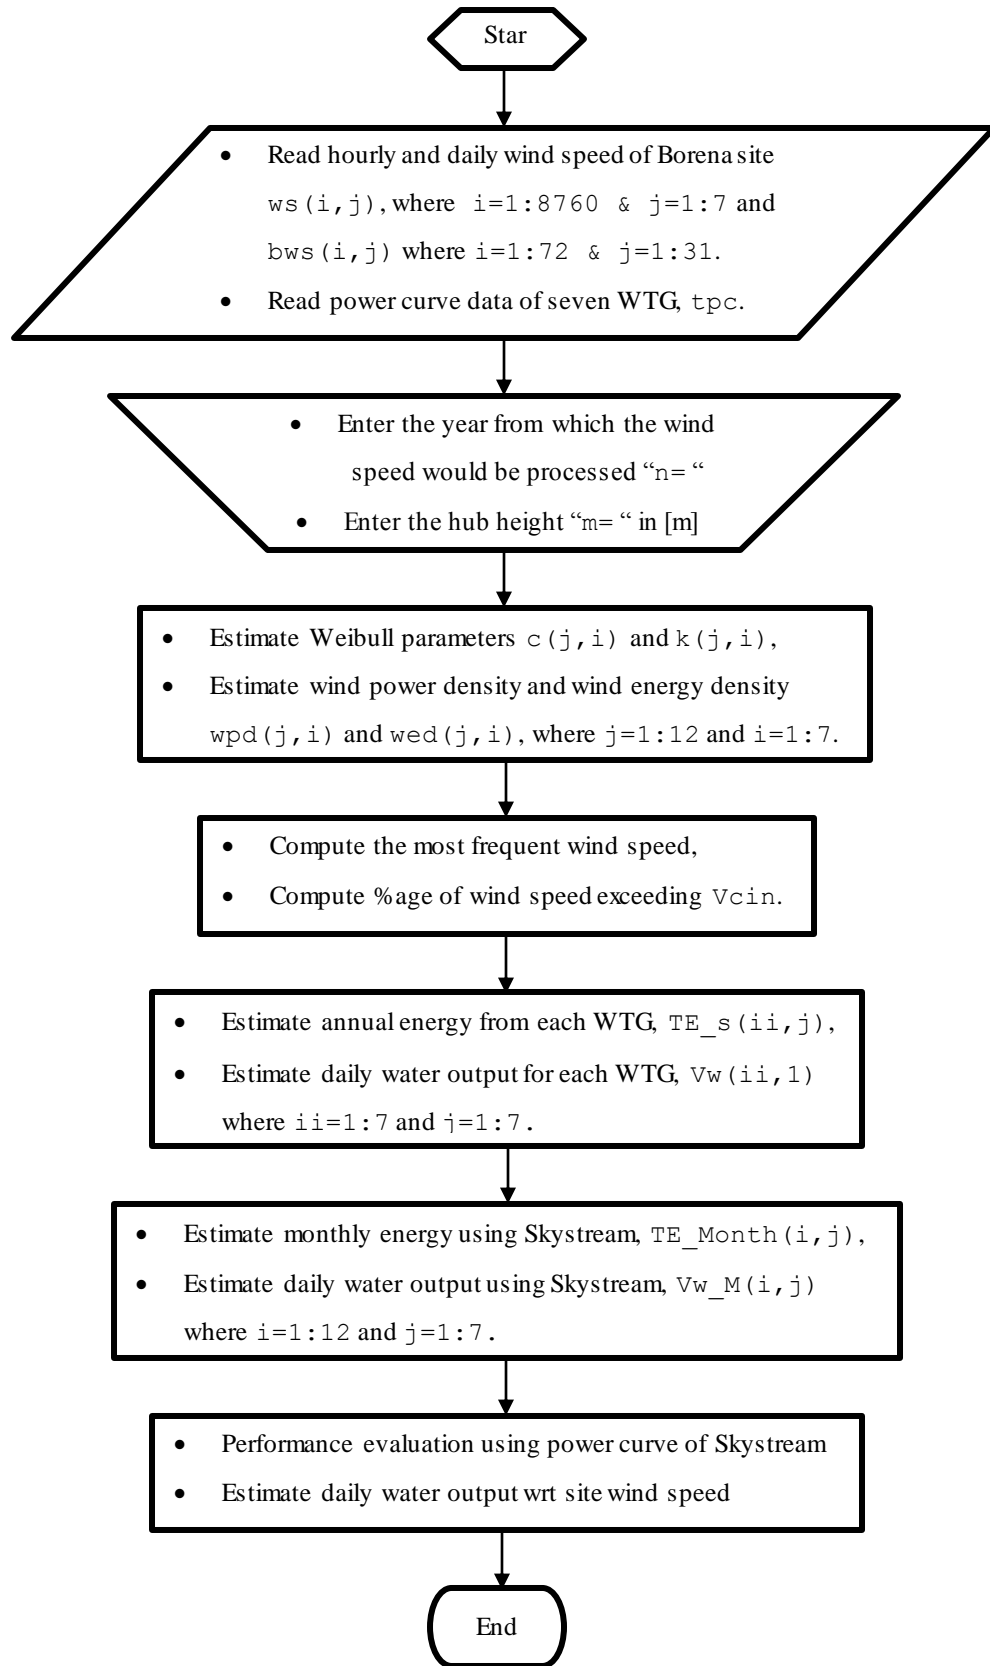 Star
• Read hourly and daily wind speed of Borena site
ws(i,j), where i=1:8760 & j=1:7 and
bws(i,j) where i=1:72 & j=1:31.
• Read power curve data of seven WTG, tpc.
• Enter the year from which the wind
speed would be processed “n= “
• Enter the hub height “m= “ in [m]
• Estimate Weibull parameters c(j,i) and k(j,i),
• Estimate wind power density and wind energy density
wpd(j,i) and wed(j,i), where j=1:12 and i=1:7.
• Compute the most frequent wind speed,
• Compute %age of wind speed exceeding Vcin.
• Estimate annual energy from each WTG, TE_s(ii,j),
• Estimate daily water output for each WTG, Vw(ii,1)
where ii=1:7 and j=1:7.
• Estimate monthly energy using Skystream, TE_Month(i,j),
• Estimate daily water output using Skystream, Vw_M(i,j)
where i=1:12 and j=1:7.
• Performance evaluation using power curve of Skystream
• Estimate daily water output wrt site wind speed
End